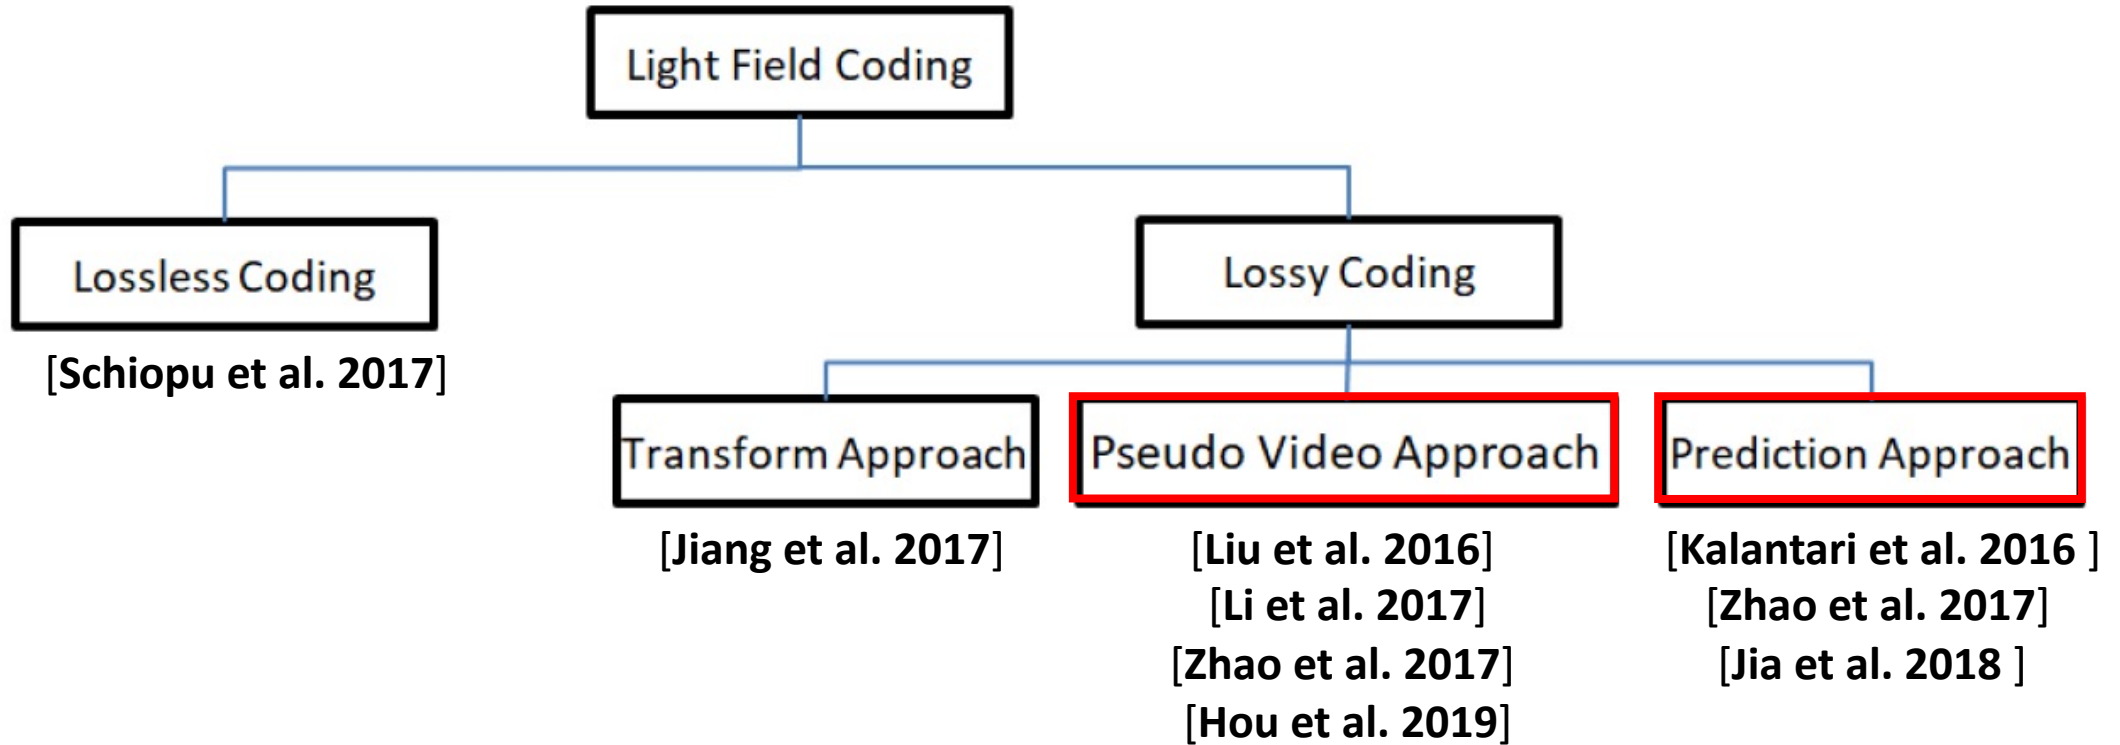 Light Field Coding
Lossless Coding
Lossy Coding
[Schiopu et al. 2017]
Transform Approach
Pseudo Video Approach
Prediction Approach
[Jiang et al. 2017]
[Liu et al. 2016]
[Kalantari et al. 2016 ]
[Li et al. 2017]
[Zhao et al. 2017]
[Zhao et al. 2017]
[Jia et al. 2018 ]
[Hou et al. 2019]